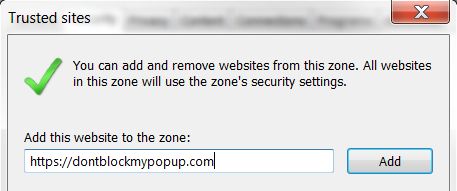 Trusted sites
Security Privacy Content Connections Programs
You can add and remove websites from this zone. All websites
in this zone will use the zone's security settings.
Add this website to the zone:
https://dontblockmypopup.com
Add